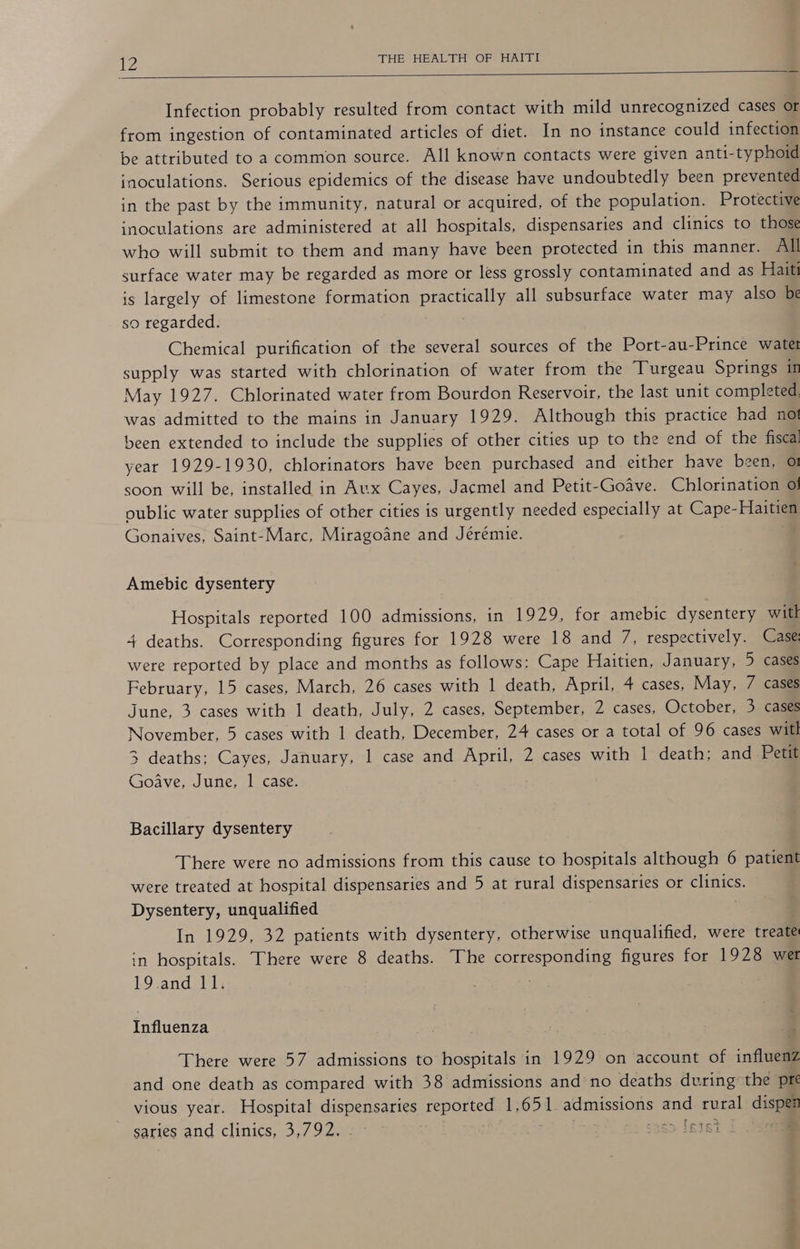 12
THE HEALTH OF HAITI
Infection probably resulted from contact with mild unrecognized cases or
from ingestion of contaminated articles of diet. In no instance could infection
be attributed to a common source. All known contacts were given anti-typhoid
inoculations. Serious epidemics of the disease have undoubtedly been prevented
in the past by the immunity, natural or acquired, of the population. Protective
inoculations are administered at all hospitals, dispensaries and clinics to those
who will submit to them and many have been protected in this manner. All
surface water may be regarded as more or less grossly contaminated and as Haiti
is largely of limestone formation practically all subsurface water may also be
so regarded.
Chemical purification of the several sources of the Port-au-Prince water
supply was started with chlorination of water from the Turgeau Springs in
May 1927. Chlorinated water from Bourdon Reservoir, the last unit completed,
was admitted to the mains in January 1929. Although this practice had not
been extended to include the supplies of other cities up to the end of the fiscal
year 1929-1930, chlorinators have been purchased and either have been, or
soon will be, installed in Aux Cayes, Jacmel and Petit-Goâve. Chlorination of
public water supplies of other cities is urgently needed especially at Cape-Haitien
Gonaives, Saint-Marc, Miragoâne and Jérémie.
Amebic dysentery
Hospitals reported 100 admissions, in 1929, for amebic dysentery with
4 deaths. Corresponding figures for 1928 were 18 and 7, respectively. Cases
were reported by place and months as follows: Cape Haitien, January, 5 cases
February, 15 cases, March, 26 cases with 1 death, April, 4 cases, May, 7 cases
June, 3 cases with 1 death, July, 2 cases, September, 2 cases, October, 3 cases
November, 5 cases with 1 death, December, 24 cases or a total of 96 cases with
3 deaths; Cayes, January, 1 case and April, 2 cases with 1 death; and Petit
Goâve, June, 1 case.
Bacillary dysentery
There were no admissions from this cause to hospitals although 6 patient
were treated at hospital dispensaries and 5 at rural dispensaries or clinics.
Dysentery, unqualified
In 1929, 32 patients with dysentery, otherwise unqualified, were treate
in hospitals. There were 8 deaths. The corresponding figures for 1928 wer
19 and 11.
Influenza
There were 57 admissions to hospitals in 1929 on account of influenz
and one death as compared with 38 admissions and no deaths during the pre
vious year. Hospital dispensaries reported 1,651 admissions and rural dispen
saries and clinics, 3,792.